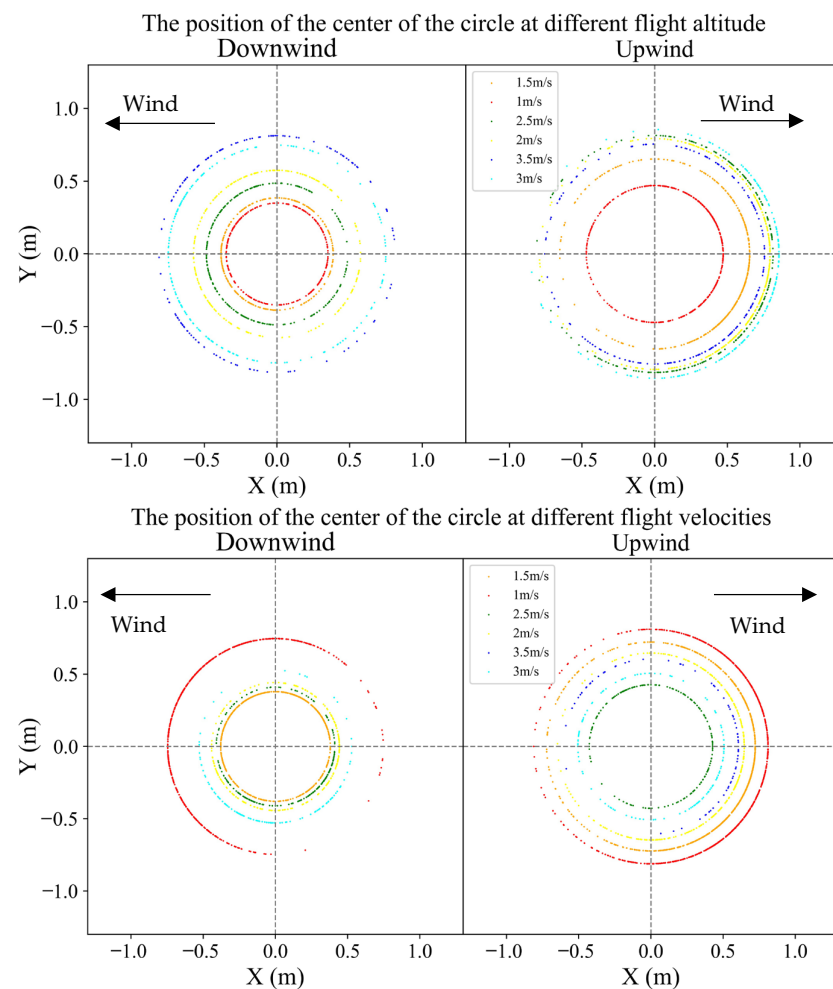 The position of the center of the circle at different flight altitude
Downwind
Upwind
Wind
1.5m/s
1m/s
2.5m/s
2m/s
3.5m/s
3m/s
Wind
Y (m)
1.0
0.5
0.0
−0.5
−1.0
−1.0 −0.5 0.0 0.5 1.0
−1.0 −0.5 0.0 0.5 1.0
X (m)
X (m)
The position of the center of the circle at different flight velocities
Downwind
Upwind
Wind
1.5m/s
1m/s
2.5m/s
2m/s
3.5m/s
3m/s
Wind
Y (m)
1.0
0.5
0.0
−0.5
−1.0
−1.0 −0.5 0.0 0.5 1.0
−1.0 −0.5 0.0 0.5 1.0
X (m)
X (m)